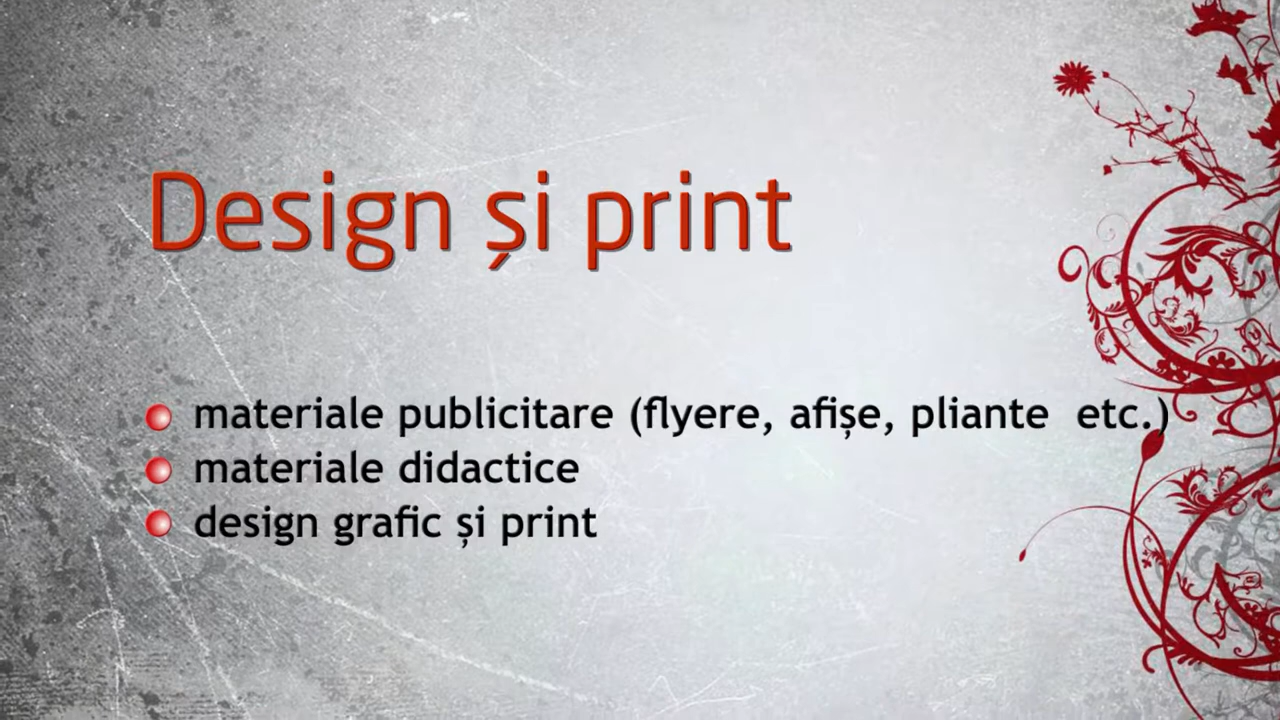 Design și print
materiale publicitare (flyere, afișe, pliante  etc.)
materiale didactice
design grafic și print